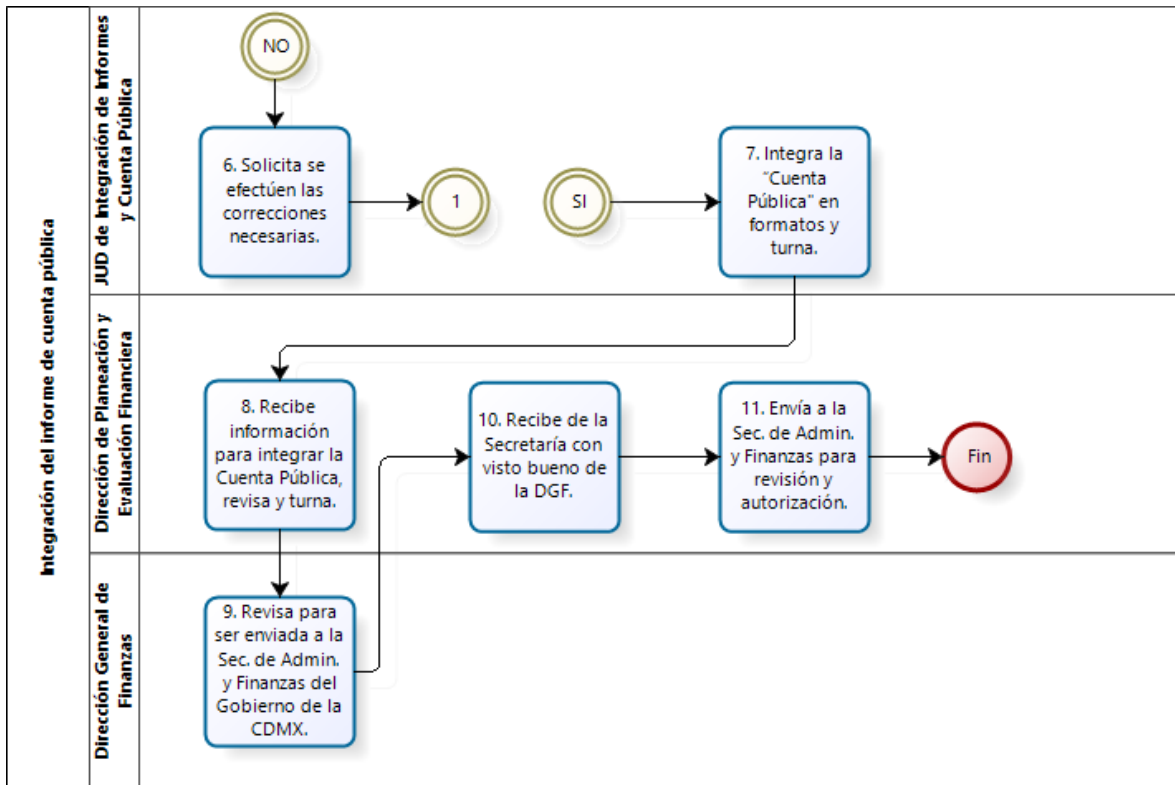 Integración del informe de cuenta pública
JUD de Integración de Informes
y Cuenta Pública
NO
6. Solicita se
efectúen las
correcciones
necesarias.
1
SI
7. Integra la
“Cuenta
Pública” en
formatos y
turna.
Dirección de Planeación y
Evaluación Financiera
8. Recibe
información
para integrar la
Cuenta Pública,
revisa y turna.
10. Recibe de la
Secretaría con
visto bueno de
la DGF.
11. Envía a la
Sec. de Admin.
y Finanzas para
revisión y
autorización.
Fin
Dirección General de
Finanzas
9. Revisa para
ser enviada a la
Sec. de Admin.
y Finanzas del
Gobierno de la
CDMX.